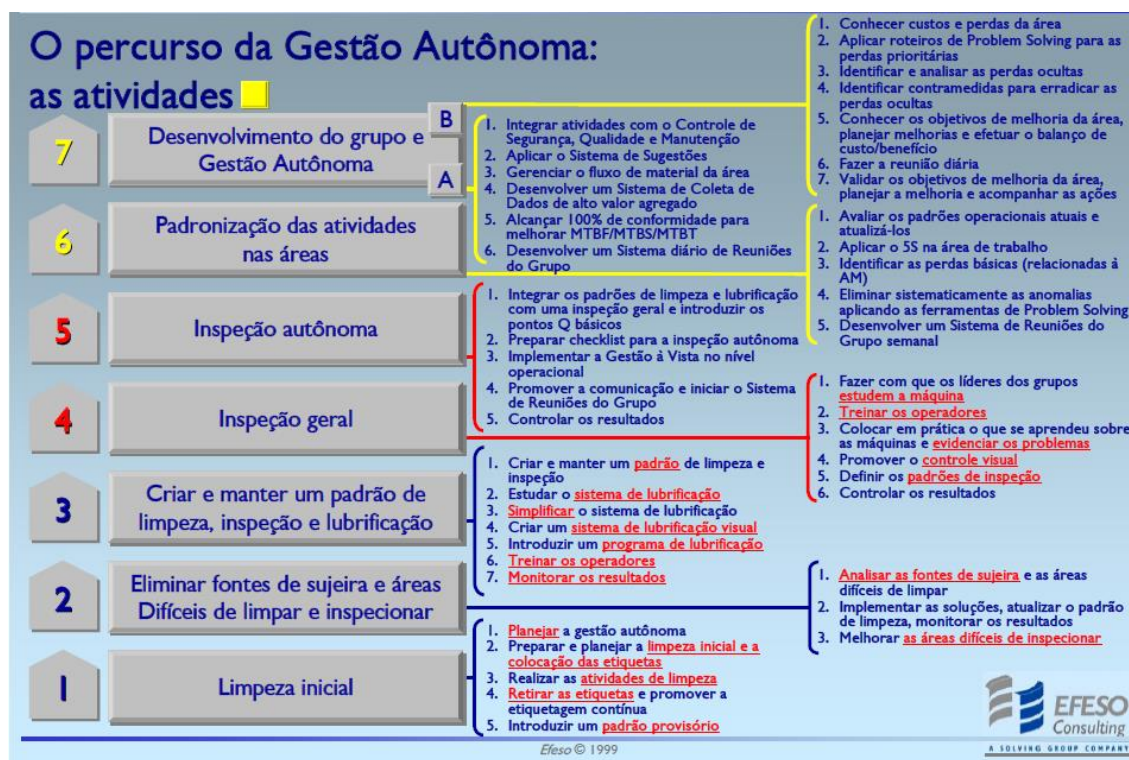 O percurso da Gestão Autônoma:
as atividades
7
Desenvolvimento do grupo e
Gestão Autônoma
B
A
1. Conhecer custos e perdas da área
2. Aplicar roteiros de Problem Solving para as
perdas prioritárias
3. Identificar e analisar as perdas ocultas
4. Identificar contramedidas para erradicar as
perdas ocultas
5. Conhecer os objetivos de melhoria da área,
planejar melhorias e efetuar o balanço de
custo/benefício
6. Fazer a reunião diária
7. Validar os objetivos de melhoria da área,
planejar a melhoria e acompanhar as ações
1. Integrar atividades com o Controle de
Segurança, Qualidade e Manutenção
2. Aplicar o Sistema de Sugestões
3. Gerenciar o fluxo de material da área
4. Desenvolver um Sistema de Coleta de
Dados de alto valor agregado
5. Alcançar 100% de conformidade para
melhorar MTBF/MTBS/MTBT
6. Desenvolver um Sistema diário de Reuniões
do Grupo
6
Padronização das atividades
nas áreas
1. Avaliar os padrões operacionais atuais e
atualizá-los
2. Aplicar o 5S na área de trabalho
3. Identificar as perdas básicas (relacionadas à
AM)
4. Eliminar sistematicamente as anomalias
aplicando as ferramentas de Problem Solving
5. Desenvolver um Sistema de Reuniões do
Grupo semanal
5
Inspeção autônoma
1. Integrar os padrões de limpeza e lubrificação
com uma inspeção geral e introduzir os
pontos Q básicos
2. Preparar checklist para a inspeção autônoma
3. Implementar a Gestão à Vista no nível
operacional
4. Promover a comunicação e iniciar o Sistema
de Reuniões do Grupo
5. Controlar os resultados
4
Inspeção geral
1. Fazer com que os líderes dos grupos
estudem a máquina
2. Treinar os operadores
3. Colocar em prática o que se aprendeu sobre
as máquinas e evidenciar os problemas
4. Promover o controle visual
5. Definir os padrões de inspeção
6. Controlar os resultados
3
Criar e manter um padrão de
limpeza, inspeção e lubrificação
1. Criar e manter um padrão de limpeza e
inspeção
2. Estudar o sistema de lubrificação
3. Simplificar o sistema de lubrificação
4. Criar um sistema de lubrificação visual
5. Introduzir um programa de lubrificação
6. Treinar os operadores
7. Monitorar os resultados
2
Eliminar fontes de sujeira e áreas
Difíceis de limpar e inspecionar
1. Analisar as fontes de sujeira e as áreas
difíceis de limpar
2. Implementar as soluções, atualizar o padrão
de limpeza, monitorar os resultados
3. Melhorar as áreas difíceis de inspecionar
1
Limpeza inicial
1. Planejar a gestão autônoma
2. Preparar e planejar a limpeza inicial e a
colocação das etiquetas
3. Realizar as atividades de limpeza
4. Retirar as etiquetas e promover a
etiquetagem contínua
5. Introduzir um padrão provisório
EFESO
Consulting
A SOLVING GROUP COMPANY
Efeso © 1999